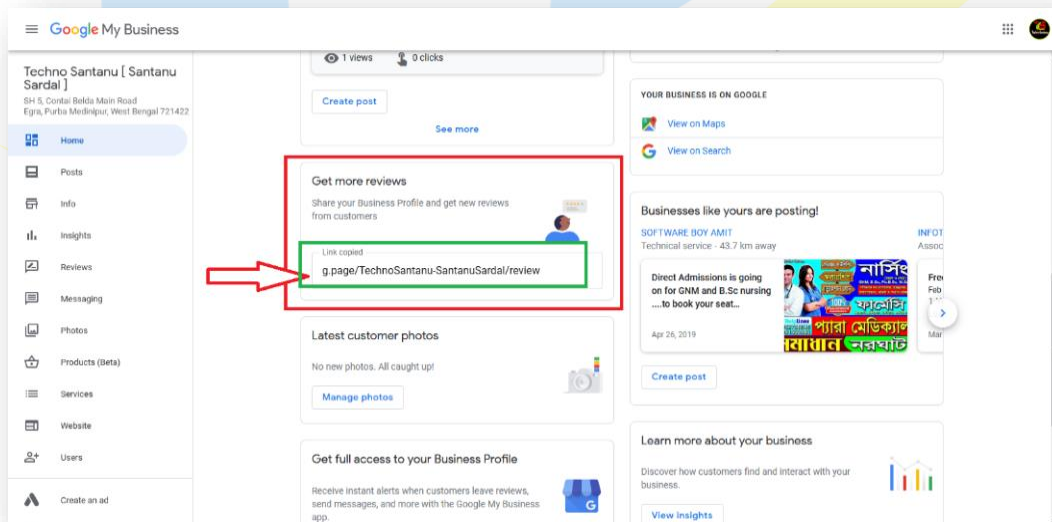 Google My Business
Techno Santanu [ Santanu
Sardal ]
SH 5, Contai Belda Main Road
Egra, Purba Medinipur, West Bengal 721422
Home
Posts
Info
Insights
Reviews
Messaging
Photos
Products (Beta)
Services
Website
Users
Create an ad
1 views
0 clicks
Create post
See more
Get more reviews
Share your Business Profile and get new reviews
from customers
Link copied
g.page/TechnoSantanu-SantanuSardal/review
Latest customer photos
No new photos. All caught up!
Manage photos
Get full access to your Business Profile
Receive instant alerts when customers leave reviews,
send messages, and more with the Google My Business
app.
YOUR BUSINESS IS ON GOOGLE
View on Maps
View on Search
Businesses like yours are posting!
SOFTWARE BOY AMIT
Technical service - 43.7 km away
Direct Admissions is going
on for GNM and B.Sc nursing
....to book your seat...
Apr 26, 2019
নার্সিং
ফার্মেসি
প্যারা মেডিক্যাল
সমাধান
নরঘাট
INFOT
Assoc
Free
Feb
Mar
Create post
Learn more about your business
Discover how customers find and interact with your
business.
View insights